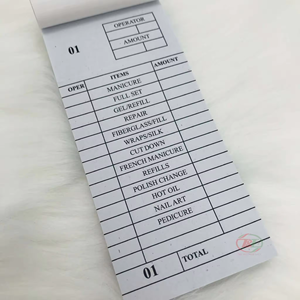 OPERATOR
01
AMOUNT
OPER ITEMS AMOUNT
MANICURE
FULL SET
GEL/REFILL
REPAIR
FIBERGLASS/FILL
WRAPS/SILK
CUT DOWN
FRENCH MANICURE
REFILLS
POLISH CHANGE
HOT OIL
NAIL ART
PEDICURE
01 TOTAL